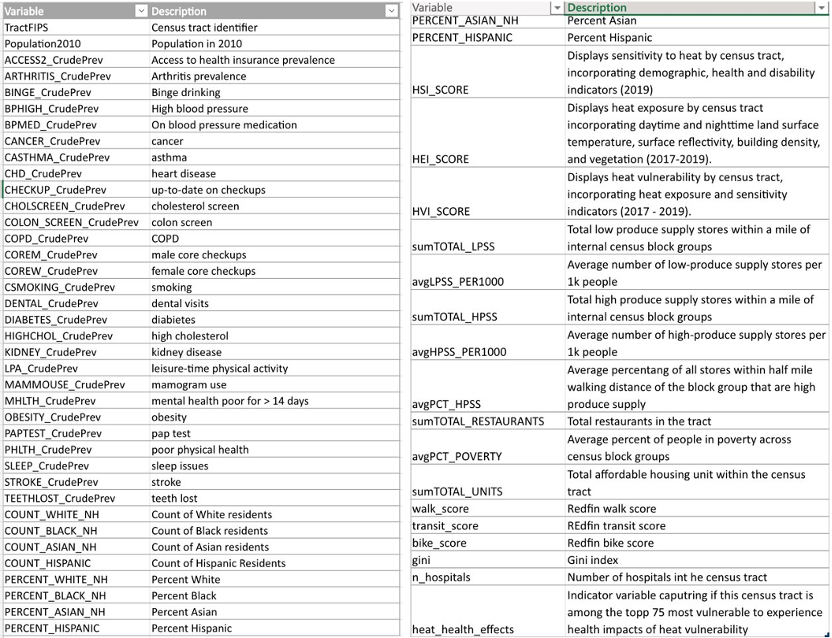 Variable Description
TractFIPS Census tract identifier
Population2010 Population in 2010
ACCESS2_CrudePrev Access to health insurance prevalence
ARTHRITIS_CrudePrev Arthritis prevalence
BINGE_CrudePrev Binge drinking
BPHIGH_CrudePrev High blood pressure
BPMED_CrudePrev On blood pressure medication
CANCER_CrudePrev cancer
CASTHMA_CrudePrev asthma
CHD_CrudePrev heart disease
CHECKUP_CrudePrev up-to-date on checkups
CHOLSCREEN_CrudePrev cholesterol screen
COLON_SCREEN_CrudePrev colon screen
COPD_CrudePrev COPD
COREM_CrudePrev male core checkups
COREW_CrudePrev female core checkups
CSMOKING_CrudePrev smoking
DENTAL_CrudePrev dental visits
DIABETES_CrudePrev diabetes
HIGHCHOL_CrudePrev high cholesterol
KIDNEY_CrudePrev kidney disease
LPA_CrudePrev leisure-time physical activity
MAMMOUSE_CrudePrev mamogram use
MHLTH_CrudePrev mental health poor for > 14 days
OBESITY_CrudePrev obesity
PAPTEST_CrudePrev pap test
PHLTH_CrudePrev poor physical health
SLEEP_CrudePrev sleep issues
STROKE_CrudePrev stroke
TEETHLOST_CrudePrev teeth lost
COUNT_WHITE_NH Count of White residents
COUNT_BLACK_NH Count of Black residents
COUNT_ASIAN_NH Count of Asian residents
COUNT_HISPANIC Count of Hispanic Residents
PERCENT_WHITE_NH Percent White
PERCENT_BLACK_NH Percent Black
PERCENT_ASIAN_NH Percent Asian
PERCENT_HISPANIC Percent Hispanic
Variable Description
PERCENT_ASIAN_NH Percent Asian
PERCENT_HISPANIC Percent Hispanic
Displays sensitivity to heat by census tract,
incorporating demographic, health and disability
HSI_SCORE indicators (2019)
Displays heat exposure by census tract
incorporating daytime and nighttime land surface
temperature, surface reflectivity, building density,
HEI_SCORE and vegetation (2017-2019).
Displays heat vulnerability by census tract,
incorporating heat exposure and sensitivity
HVI_SCORE indicators (2017 - 2019).
Total low produce supply stores within a mile of
sumTOTAL_LPSS internal census block groups
Average number of low-produce supply stores per
avgLPSS_PER1000 1k people
Total high produce supply stores within a mile of
sumTOTAL_HPSS internal census block groups
Average number of high-produce supply stores per
avgHPSS_PER1000 1k people
Average percentang of all stores within half mile
walking distance of the block group that are high
avgPCT_HPSS produce supply
sumTOTAL_RESTAURANTS Total restaurants in the tract
Average percent of people in poverty across
avgPCT_POVERTY census block groups
Total affordable housing unit within the census
sumTOTAL_UNITS tract
walk_score Redfin walk score
transit_score REdfin transit score
bike_score Redfin bike score
gini Gini index
n_hospitals Number of hospitals int he census tract
Indicator variable caputring if this census tract is
among the topp 75 most vulnerable to experience
heat_health_effects health impacts of heat vulnerability